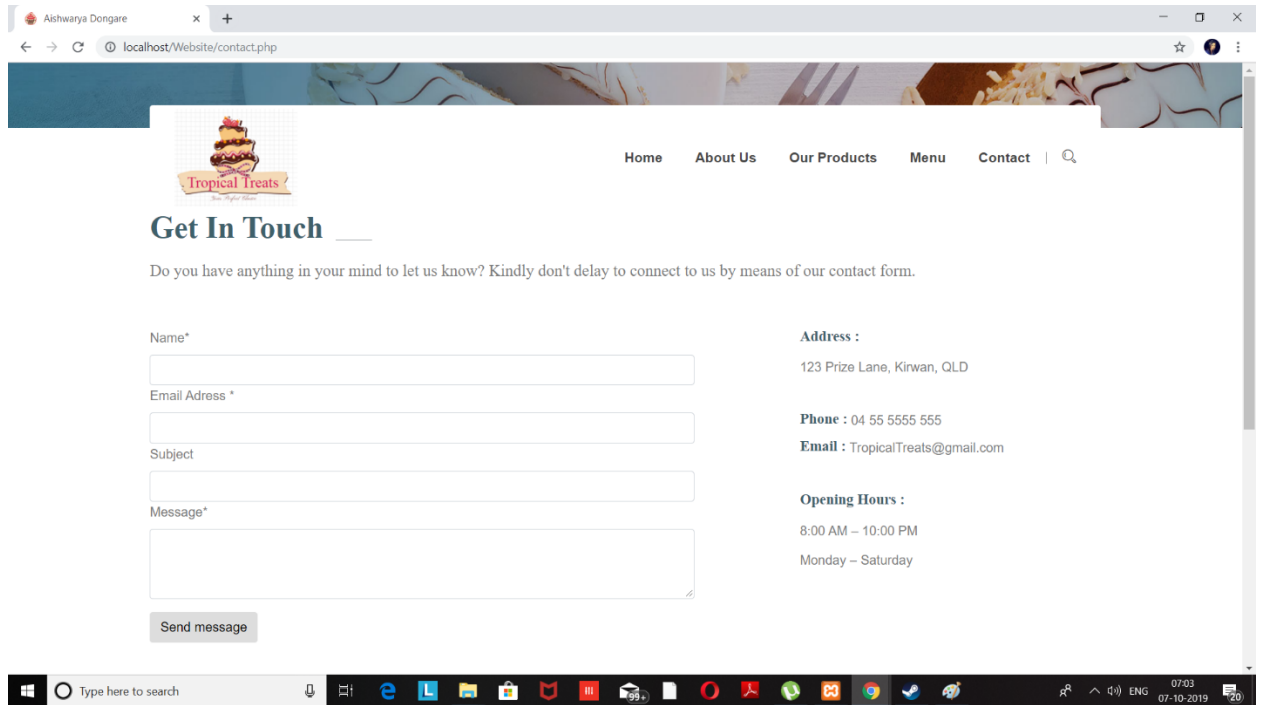 Aishwarya Dongare
localhost/Website/contact.php
Tropical Treats
Home About Us Our Products Menu Contact |
Get In Touch
Do you have anything in your mind to let us know? Kindly don't delay to connect to us by means of our contact form.
Name*
Email Adress *
Subject
Message*
Send message
Address :
123 Prize Lane, Kirwan, QLD
Phone : 04 55 5555 555
Email : TropicalTreats@gmail.com
Opening Hours :
8:00 AM – 10:00 PM
Monday – Saturday
Type here to search
99+
ENG
07:03
07-10-2019
20